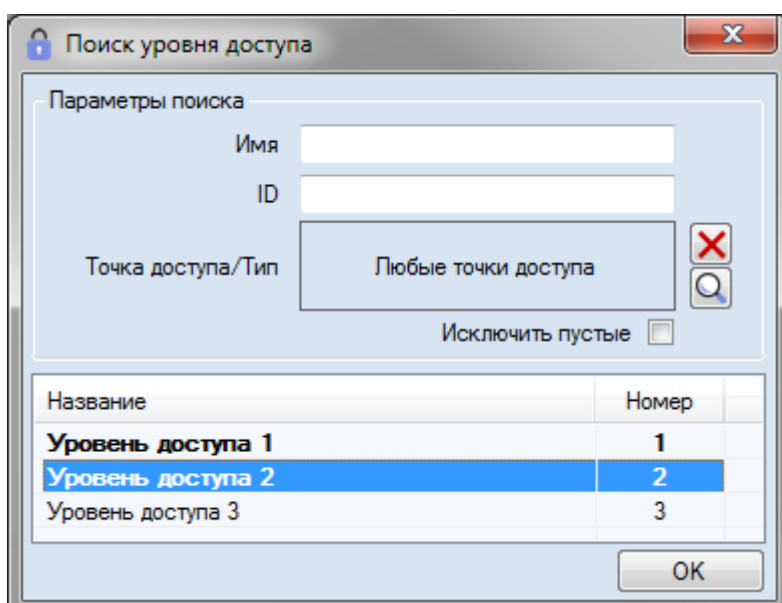 Поиск уровня доступа
Параметры поиска
Имя
ID
Точка доступа/Тип Любые точки доступа
Исключить пустые
Название Номер
Уровень доступа 1 1
Уровень доступа 2 2
Уровень доступа 3 3
OK